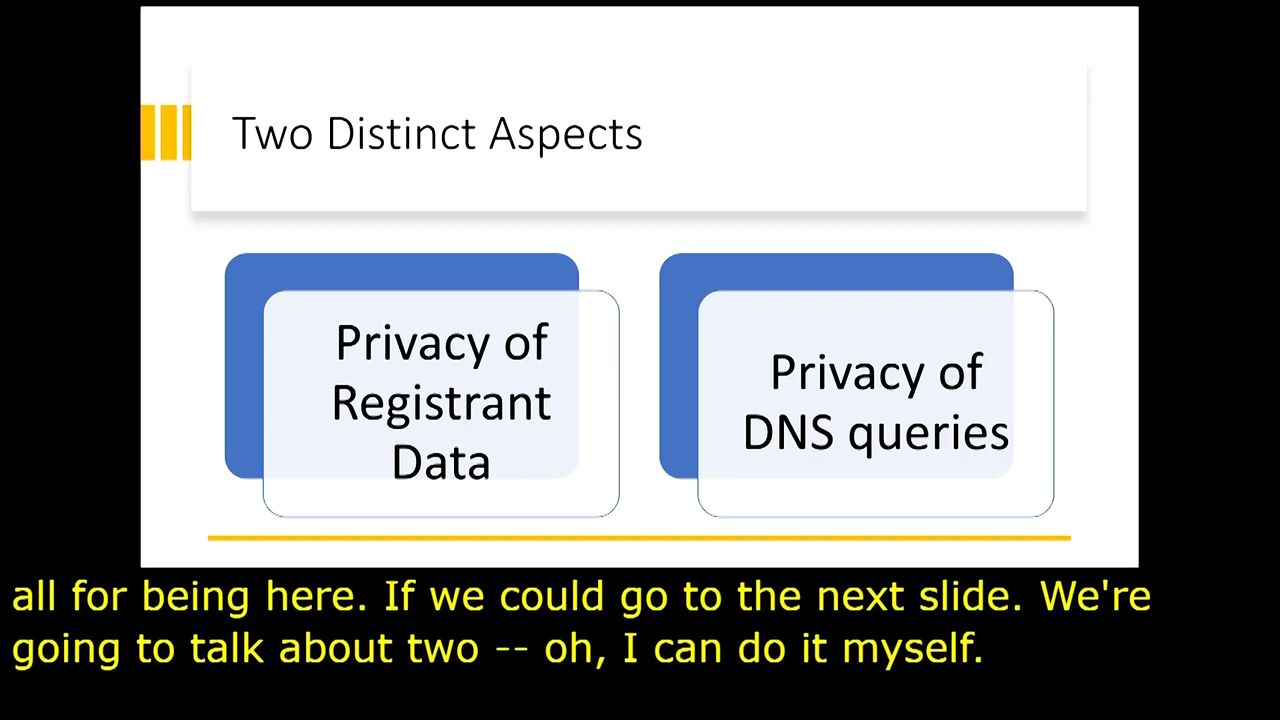 Two Distinct Aspects
Privacy of
Registrant
Data
Privacy of
DNS queries
all for being here. If we could go to the next slide. We're
going to talk about two -- oh, I can do it myself.